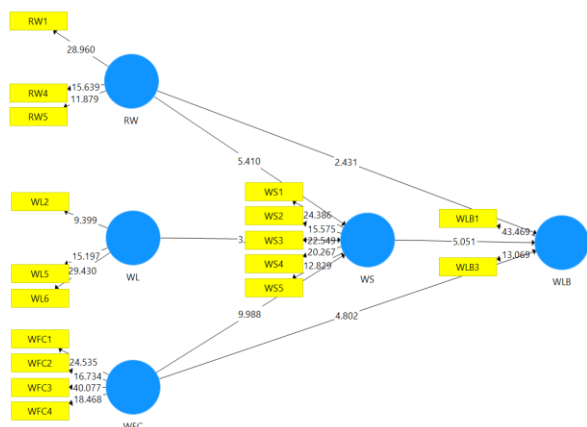 RW1
28.960
RW4
15.639
RW5
11.879
RW
2.431
5.410
WS1
24.386
WS2
15.575
WS3
22.549
WS4
20.267
WS5
12.829
WL2
9.399
WL5
15.197
WL6
29.430
WL
3.
WS
5.051
WLB1
43.469
WLB3
13.069
WLB
9.988
4.802
WFC1
24.535
WFC2
16.734
WFC3
40.077
WFC4
18.468
WFC